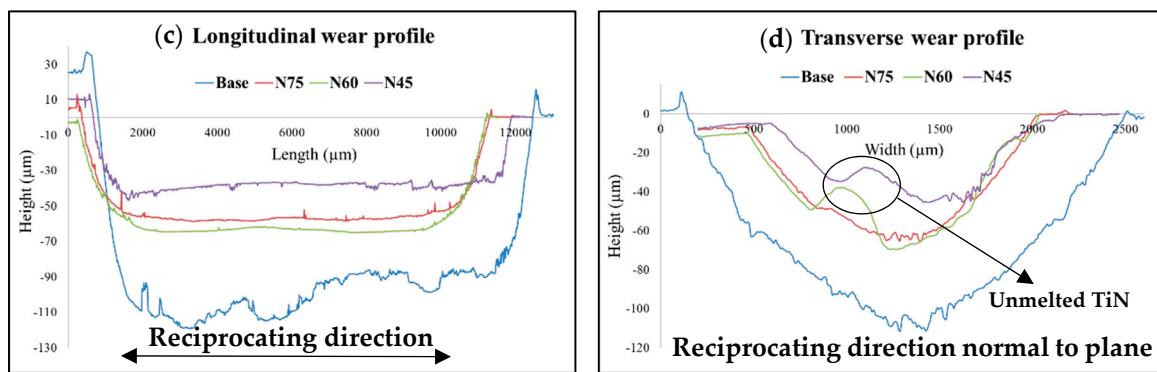 (c) Longitudinal wear profile
Base N75 N60 N45
30
10
-10
-30
-50
-70
-90
-110
-130
0 2000 4000 6000 8000 10000 12000
Length (µm)
Height (µm)
Reciprocating direction
(d) Transverse wear profile
Base N75 N60 N45
20
0
-20
-40
-60
-80
-100
-120
0 500 1000 1500 2000 2500
Width (µm)
Height (µm)
Unmelted TiN
Reciprocating direction normal to plane